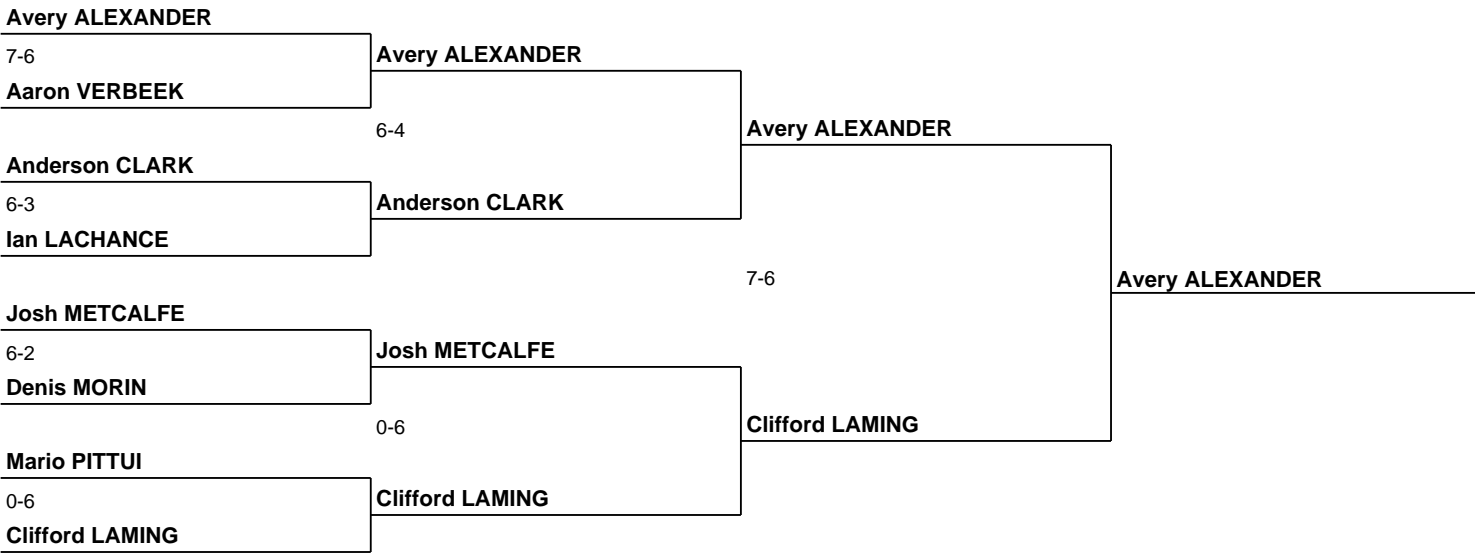 Avery ALEXANDER
7-6
Aaron VERBEEK
Anderson CLARK
6-3
Ian LACHANCE
Josh METCALFE
6-2
Denis MORIN
Mario PITTUI
0-6
Clifford LAMING
Avery ALEXANDER
6-4
Anderson CLARK
Josh METCALFE
0-6
Clifford LAMING
Avery ALEXANDER
7-6
Clifford LAMING
Avery ALEXANDER